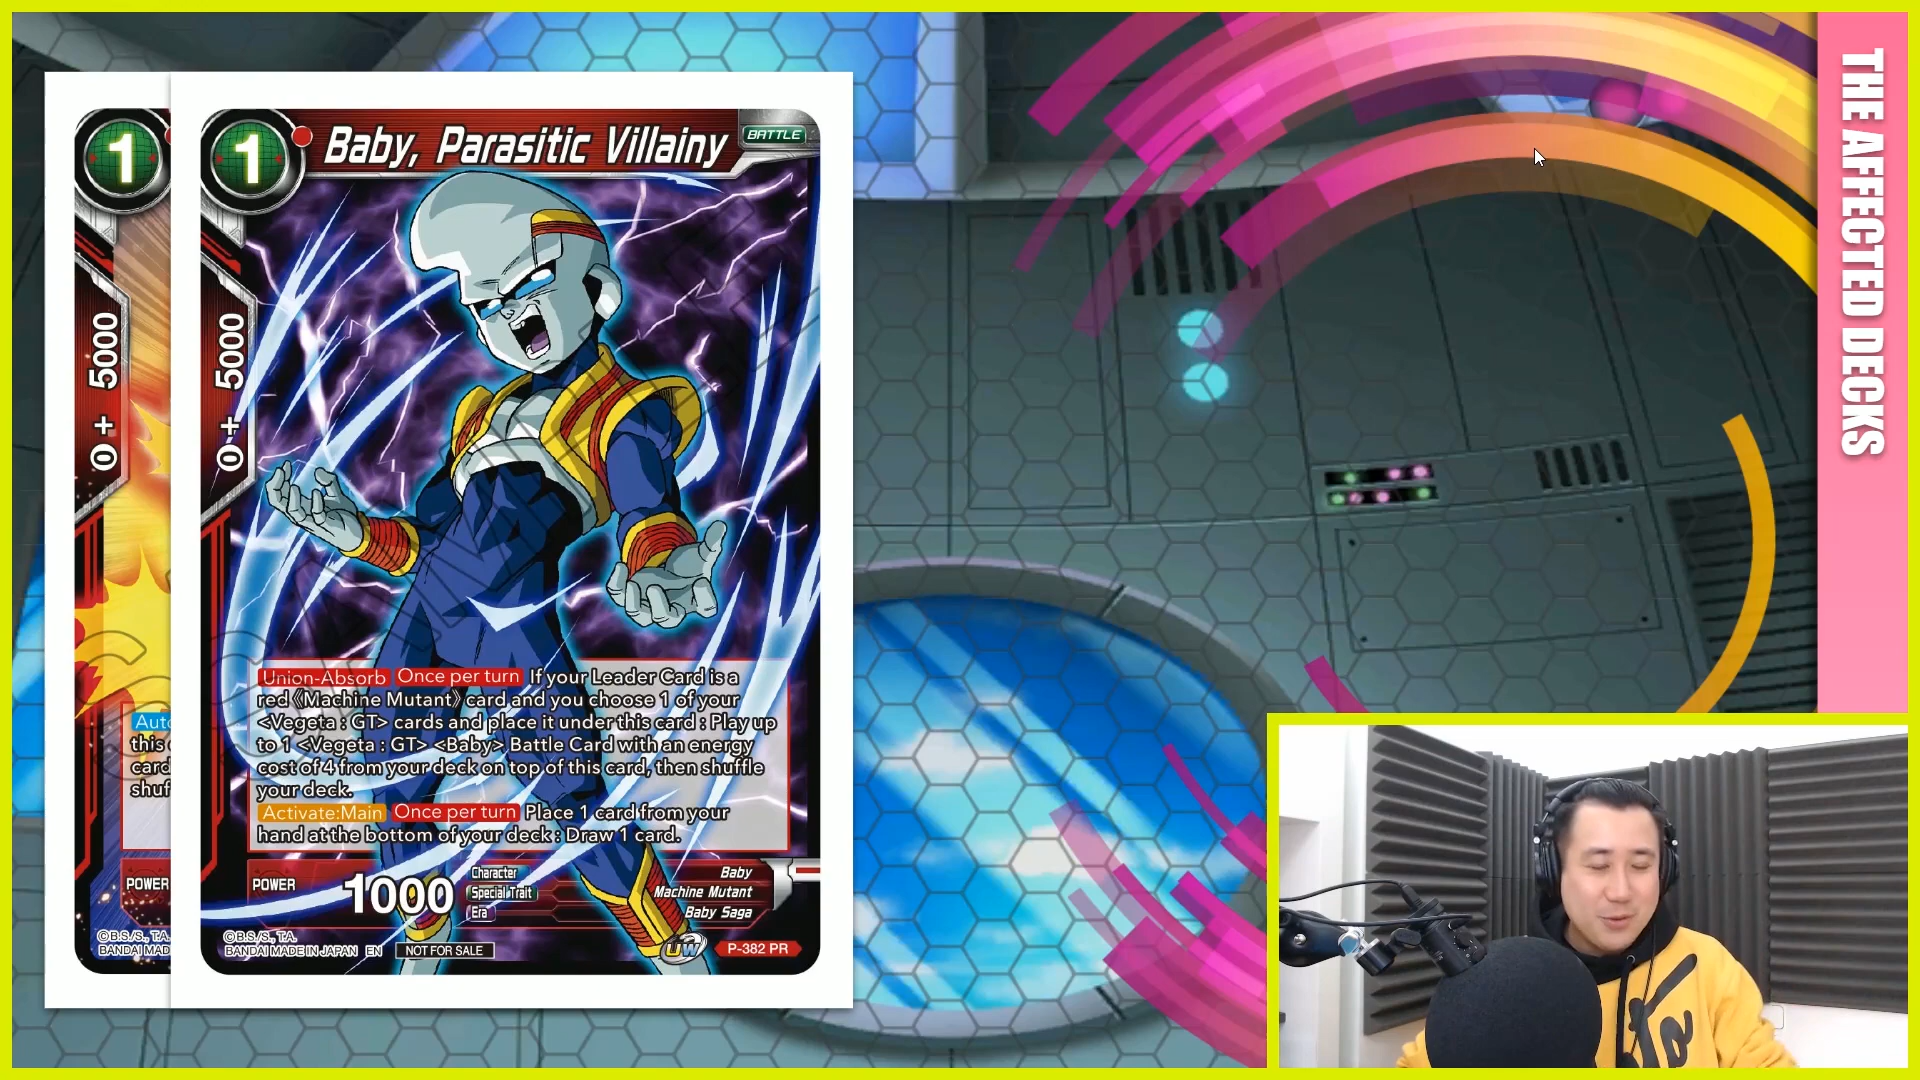 THE AFFECTED DECKS
1
5000
0 +
Auto
this
card
shuf
POWER
©B.S./S., T.A.
BANDAI MAD
1
Baby, Parasitic Villainy
BATTLE
5000
0 +
Union-Absorb Once per turn If your Leader Card is a
red《Machine Mutant》card and you choose 1 of your
<Vegeta : GT> cards and place it under this card : Play up
to 1 <Vegeta : GT> <Baby> Battle Card with an energy
cost of 4 from your deck on top of this card, then shuffle
your deck.
Activate:Main Once per turn Place 1 card from your
hand at the bottom of your deck : Draw 1 card.
POWER 1000
Character Baby
Special Trait Machine Mutant
Era Baby Saga
©B.S./S., T.A.
BANDAI MADE IN JAPAN EN NOT FOR SALE UW P-382 PR